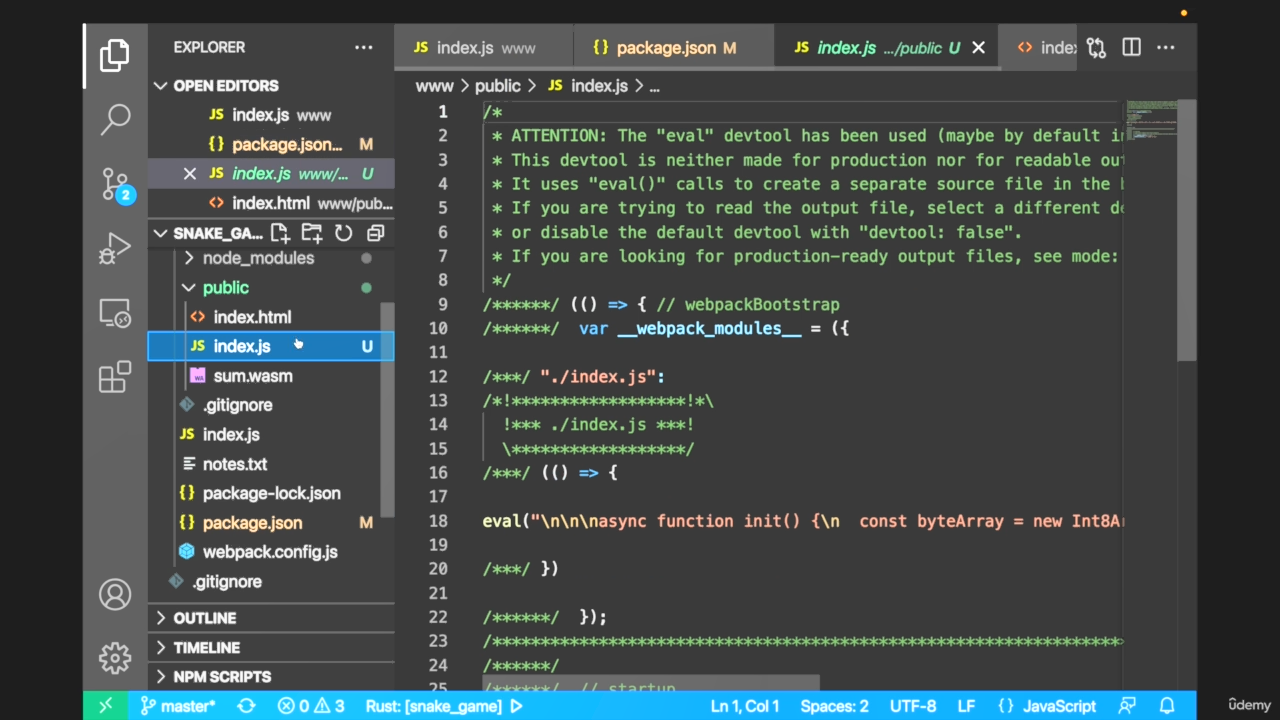 EXPLORER
OPEN EDITORS
JS index.js www
{} package.json... M
JS index.js www/... U
index.html www/pub...
SNAKE_GA...
node_modules
public
index.html
JS index.js U
sum.wasm
.gitignore
JS index.js
notes.txt
{} package-lock.json
{} package.json M
webpack.config.js
.gitignore
OUTLINE
TIMELINE
NPM SCRIPTS
2
JS index.js www {} package.json M JS index.js .../public U
www > public > JS index.js > ...
1 /*
2 * ATTENTION: The "eval" devtool has been used (maybe by default i
3 * This devtool is neither made for production nor for readable ou
4 * It uses "eval()" calls to create a separate source file in the
5 * If you are trying to read the output file, select a different d
6 * or disable the default devtool with "devtool: false".
7 * If you are looking for production-ready output files, see mode:
8 */
9 /******/ (() => { // webpackBootstrap
10 /******/ var __webpack_modules__ = ({
11
12 /***/ "./index.js":
13 /*!******************!*\
14 !*** ./index.js ***!
15 \******************/
16 /***/ (() => {
17
18 eval("\n\n\nasync function init() {\n const byteArray = new Int8A
19
20 /***/ })
21
22 /******/ });
23 /************************************************************************
24 /******/
25 /******/ // startup
master* 0 3 Rust: [snake_game] Ln 1, Col 1 Spaces: 2 UTF-8 LF {} JavaScript
ûdemy